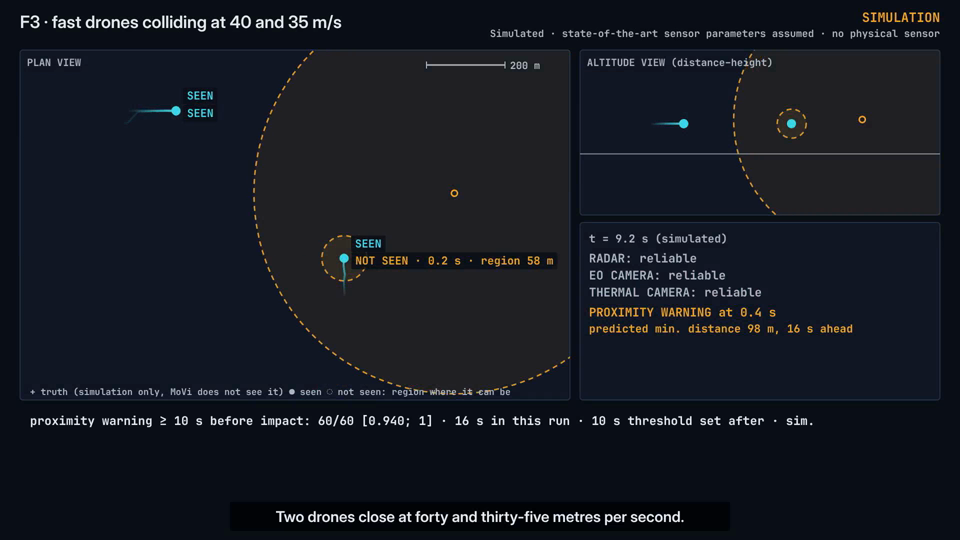 F3 · fast drones colliding at 40 and 35 m/s
SIMULATION
Simulated · state-of-the-art sensor parameters assumed · no physical sensor
PLAN VIEW
200 m
SEEN
SEEN
SEEN
NOT SEEN · 0.2 s · region 58 m
+ truth (simulation only, MoVi does not see it) ● seen ○ not seen: region where it can be
ALTITUDE VIEW (distance-height)
t = 9.2 s (simulated)
RADAR: reliable
EO CAMERA: reliable
THERMAL CAMERA: reliable
PROXIMITY WARNING at 0.4 s
predicted min. distance 98 m, 16 s ahead
proximity warning ≥ 10 s before impact: 60/60 [0.940; 1] · 16 s in this run · 10 s threshold set after · sim.
Two drones close at forty and thirty-five metres per second.